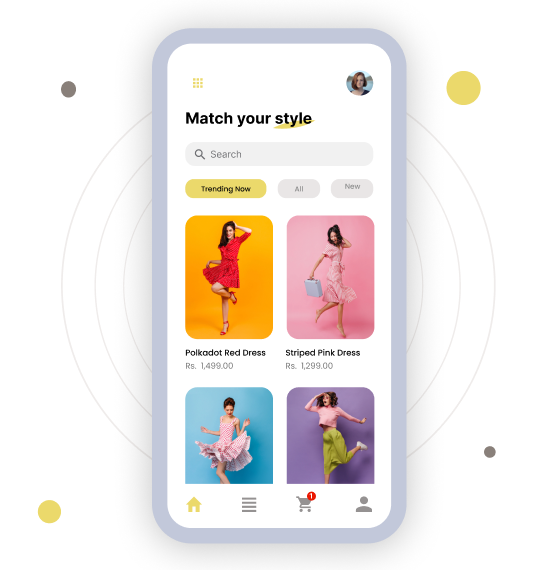 Match your style
Search
Trending Now
All
New
Polkadot Red Dress
Striped Pink Dress
Rs. 1,499.00
Rs. 1,299.00
1